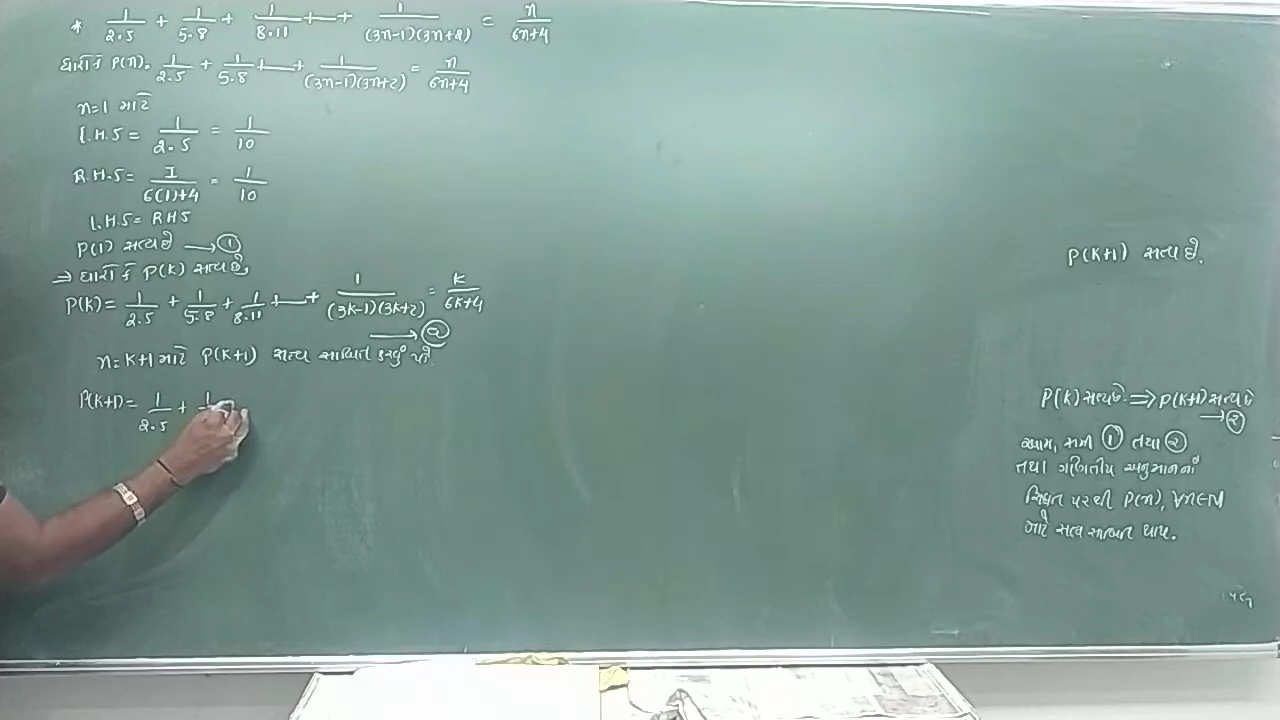 * 1/2.5 + 1/5.8 + 1/8.11 + — + 1/(3n-1)(3n+2) = n/6n+4
ધારો કે P(n). 1/2.5 + 1/5.8 + — + 1/(3n-1)(3n+2) = n/6n+4
n=1 માટે
L.H.S = 1/2.5 = 1/10
R.H.S = 1/6(1)+4 = 1/10
L.H.S = R.H.S
P(1) સત્ય છે → ①
⇒ ધારો કે P(k) સત્ય છે,
P(k) = 1/2.5 + 1/5.8 + 1/8.11 + — + 1/(3k-1)(3k+2) = k/6k+4
→ ②
n=k+1 માટે P(k+1) સત્ય સાબિત કરવું
P(k+1) = 1/2.5 + 1
P(k+1) સત્ય છે.
P(k) સત્ય છે ⇒ P(k+1) સત્ય છે
→ ②
આમ, ① તથા ②
તથા ગણિતીય અનુમાનના
સિદ્ધાંત પરથી P(n), ∀n∈N
માટે સત્ય સાબિત થાય.